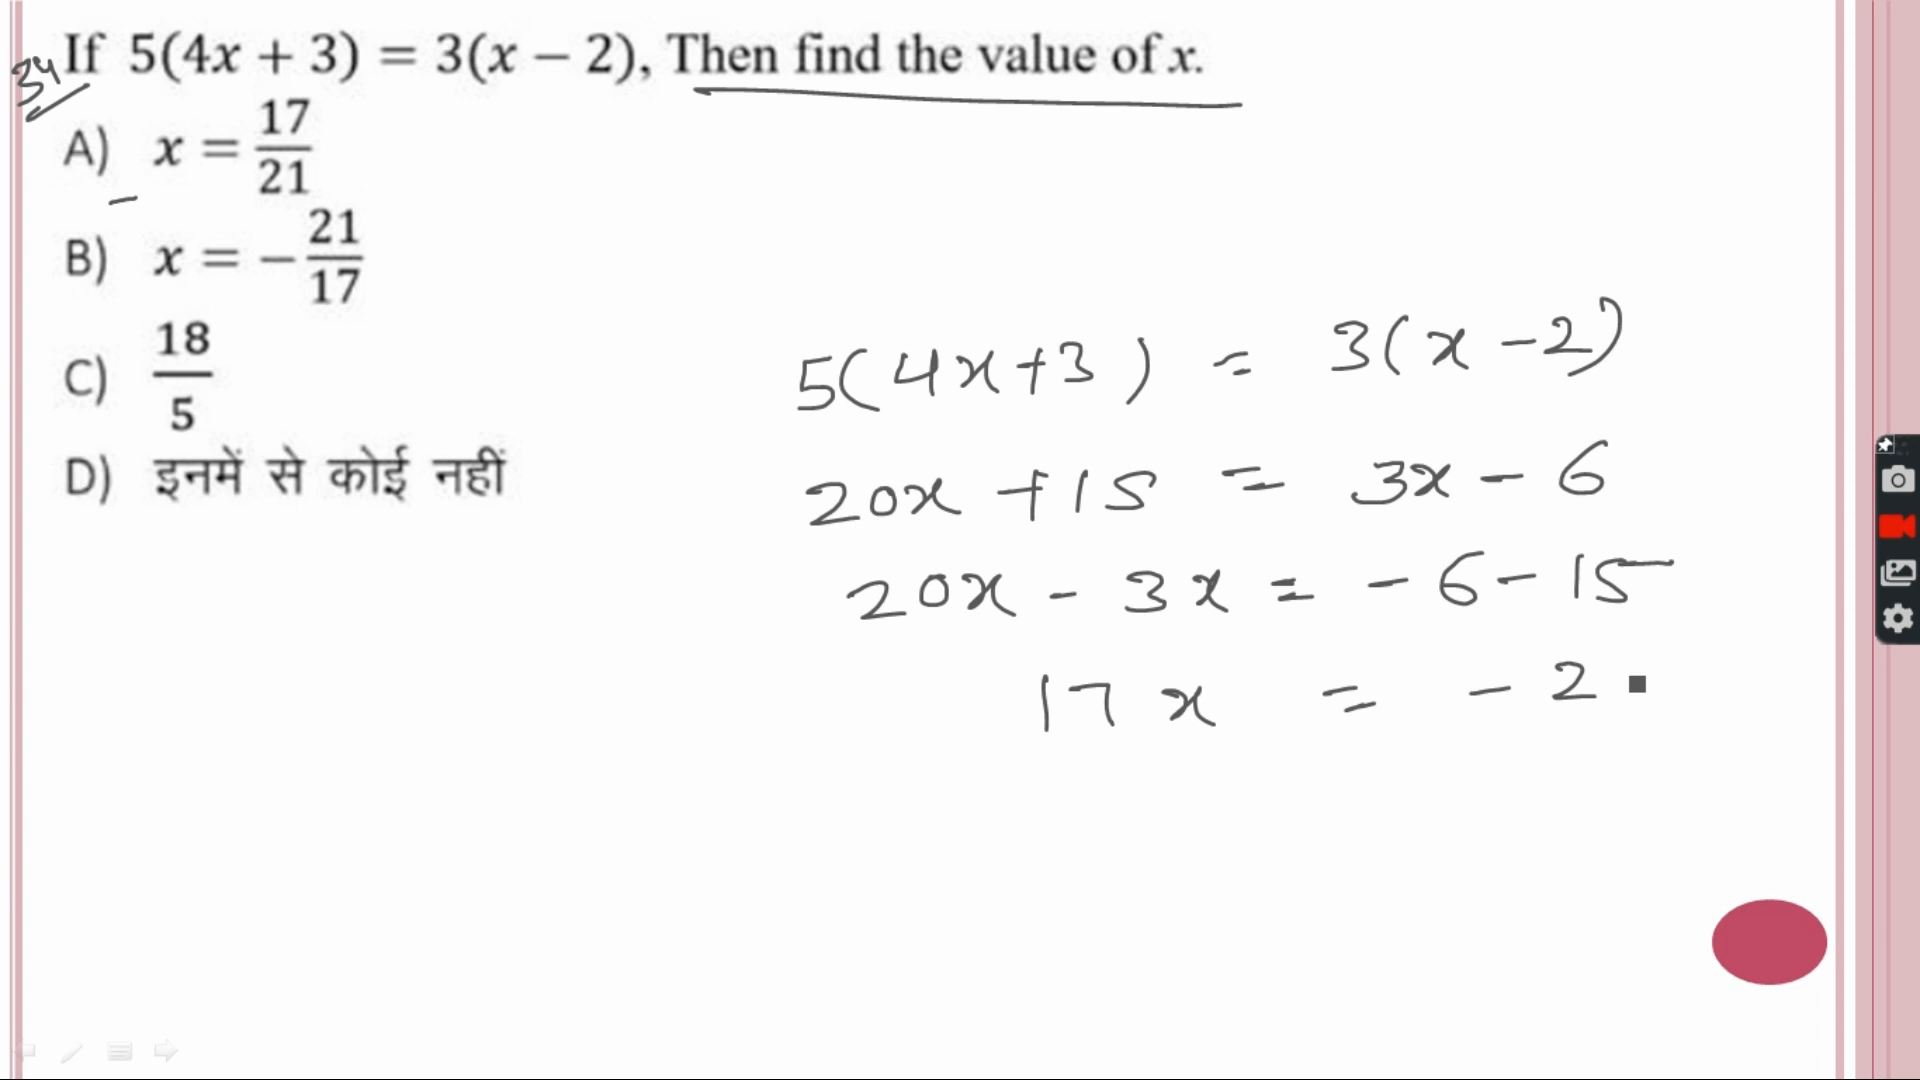 34 If 5(4x + 3) = 3(x − 2), Then find the value of x.
A) x = 17/21
B) x = −21/17
C) 18/5
D) इनमें से कोई नहीं
5(4x+3) = 3(x-2)
20x +15 = 3x - 6
20x - 3x = - 6 - 15
17x = - 2